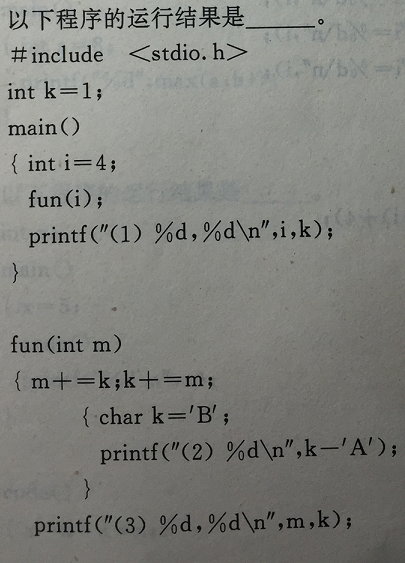 以下程序的运行结果是______。
#include <stdio.h>
int k=1;
main()
{ int i=4;
fun(i);
printf("(1) %d,%d\n",i,k);
}
fun(int m)
{ m+=k;k+=m;
{ char k='B';
printf("(2) %d\n",k-'A');
}
printf("(3) %d,%d\n",m,k);